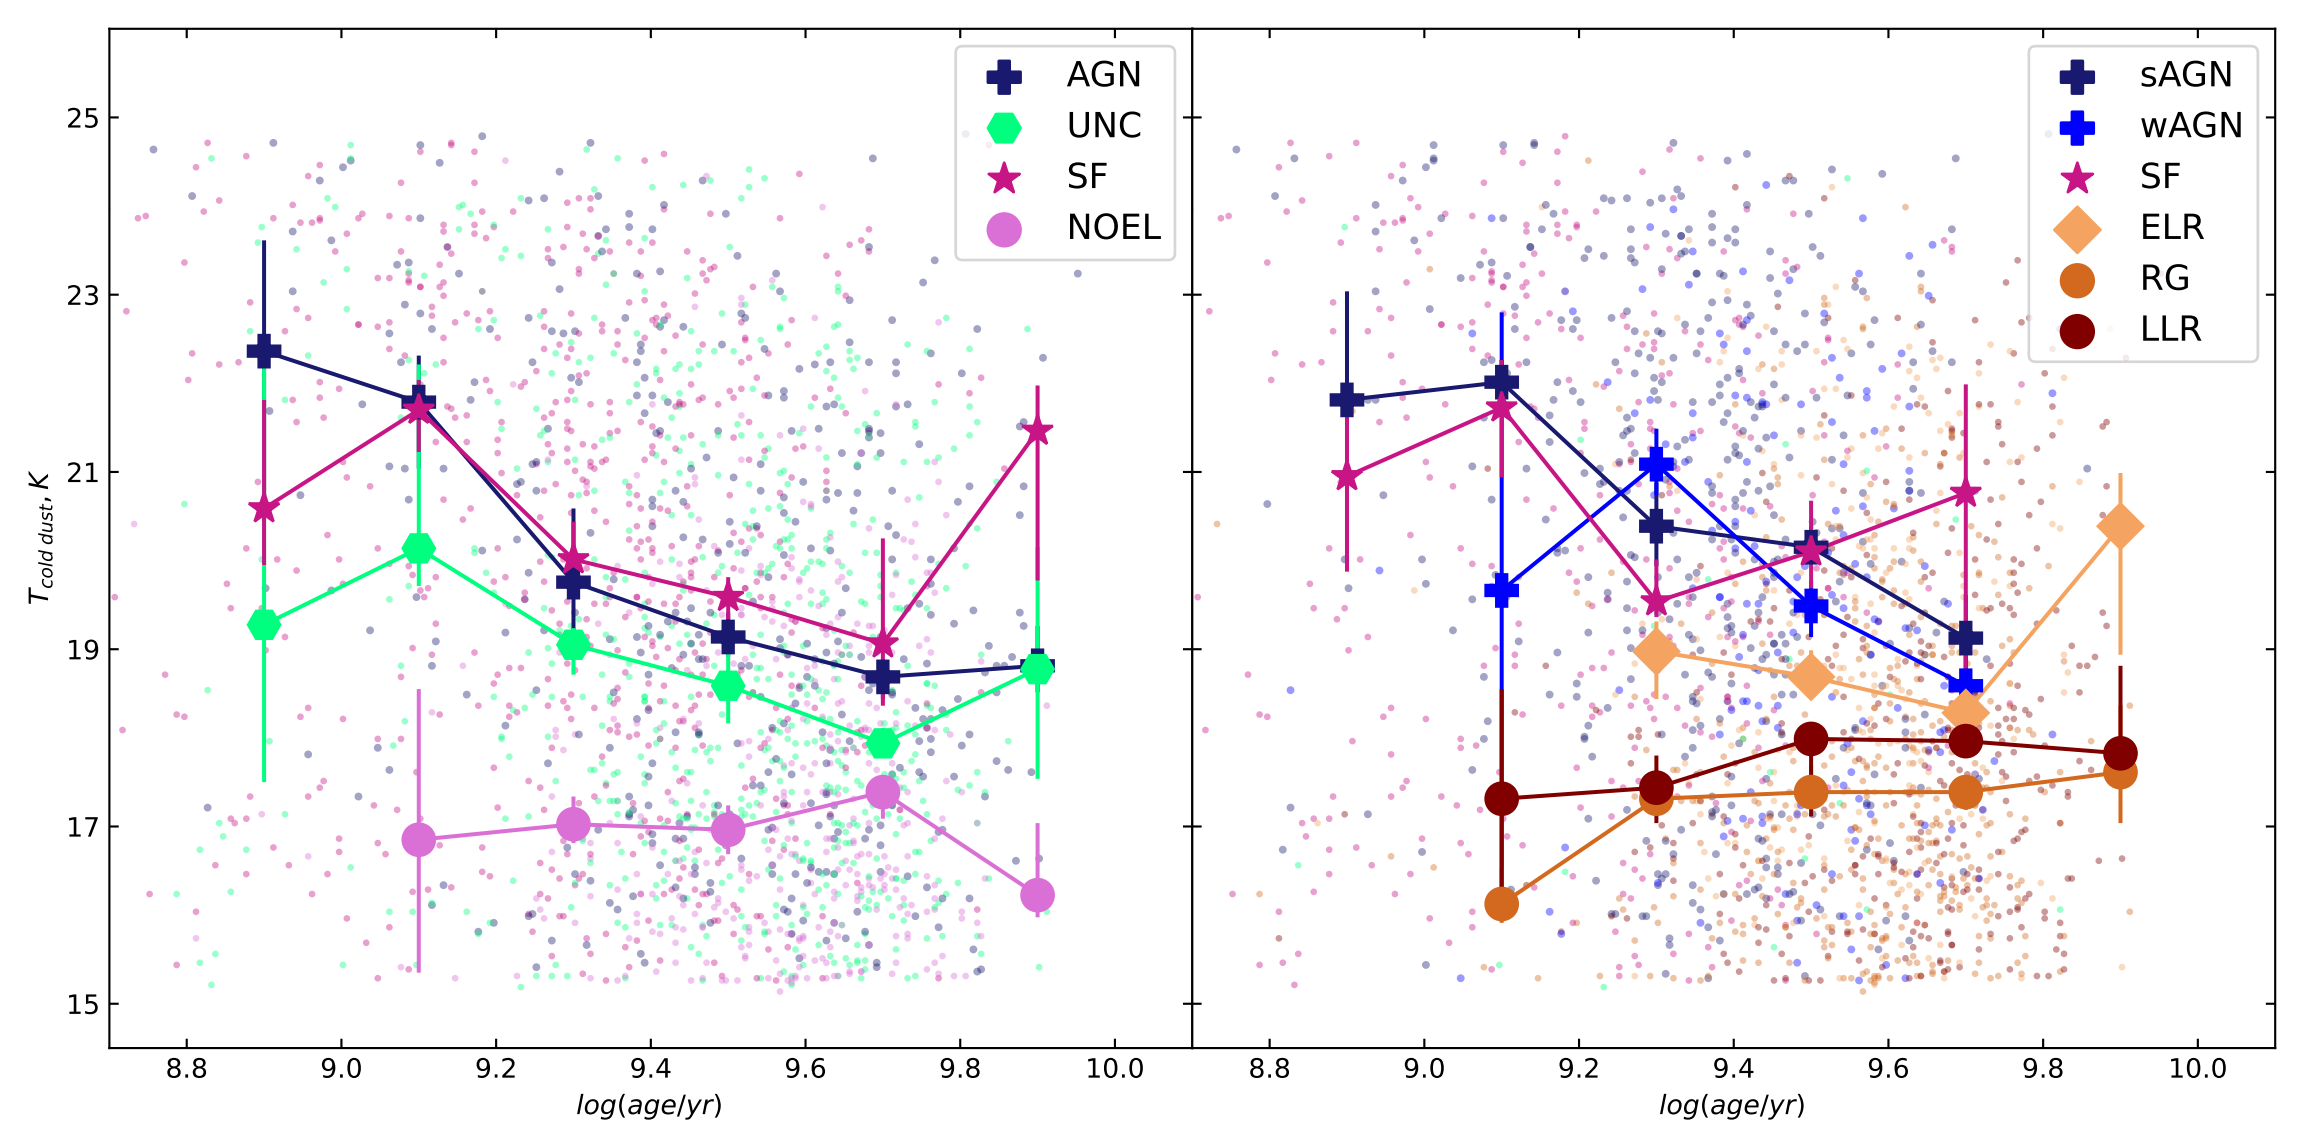 AGN
UNC
SF
NOEL
sAGN
wAGN
SF
ELR
RG
LLR
25
23
21
19
17
15
T_cold dust, K
8.8 9.0 9.2 9.4 9.6 9.8 10.0
8.8 9.0 9.2 9.4 9.6 9.8 10.0
log(age/yr)
log(age/yr)